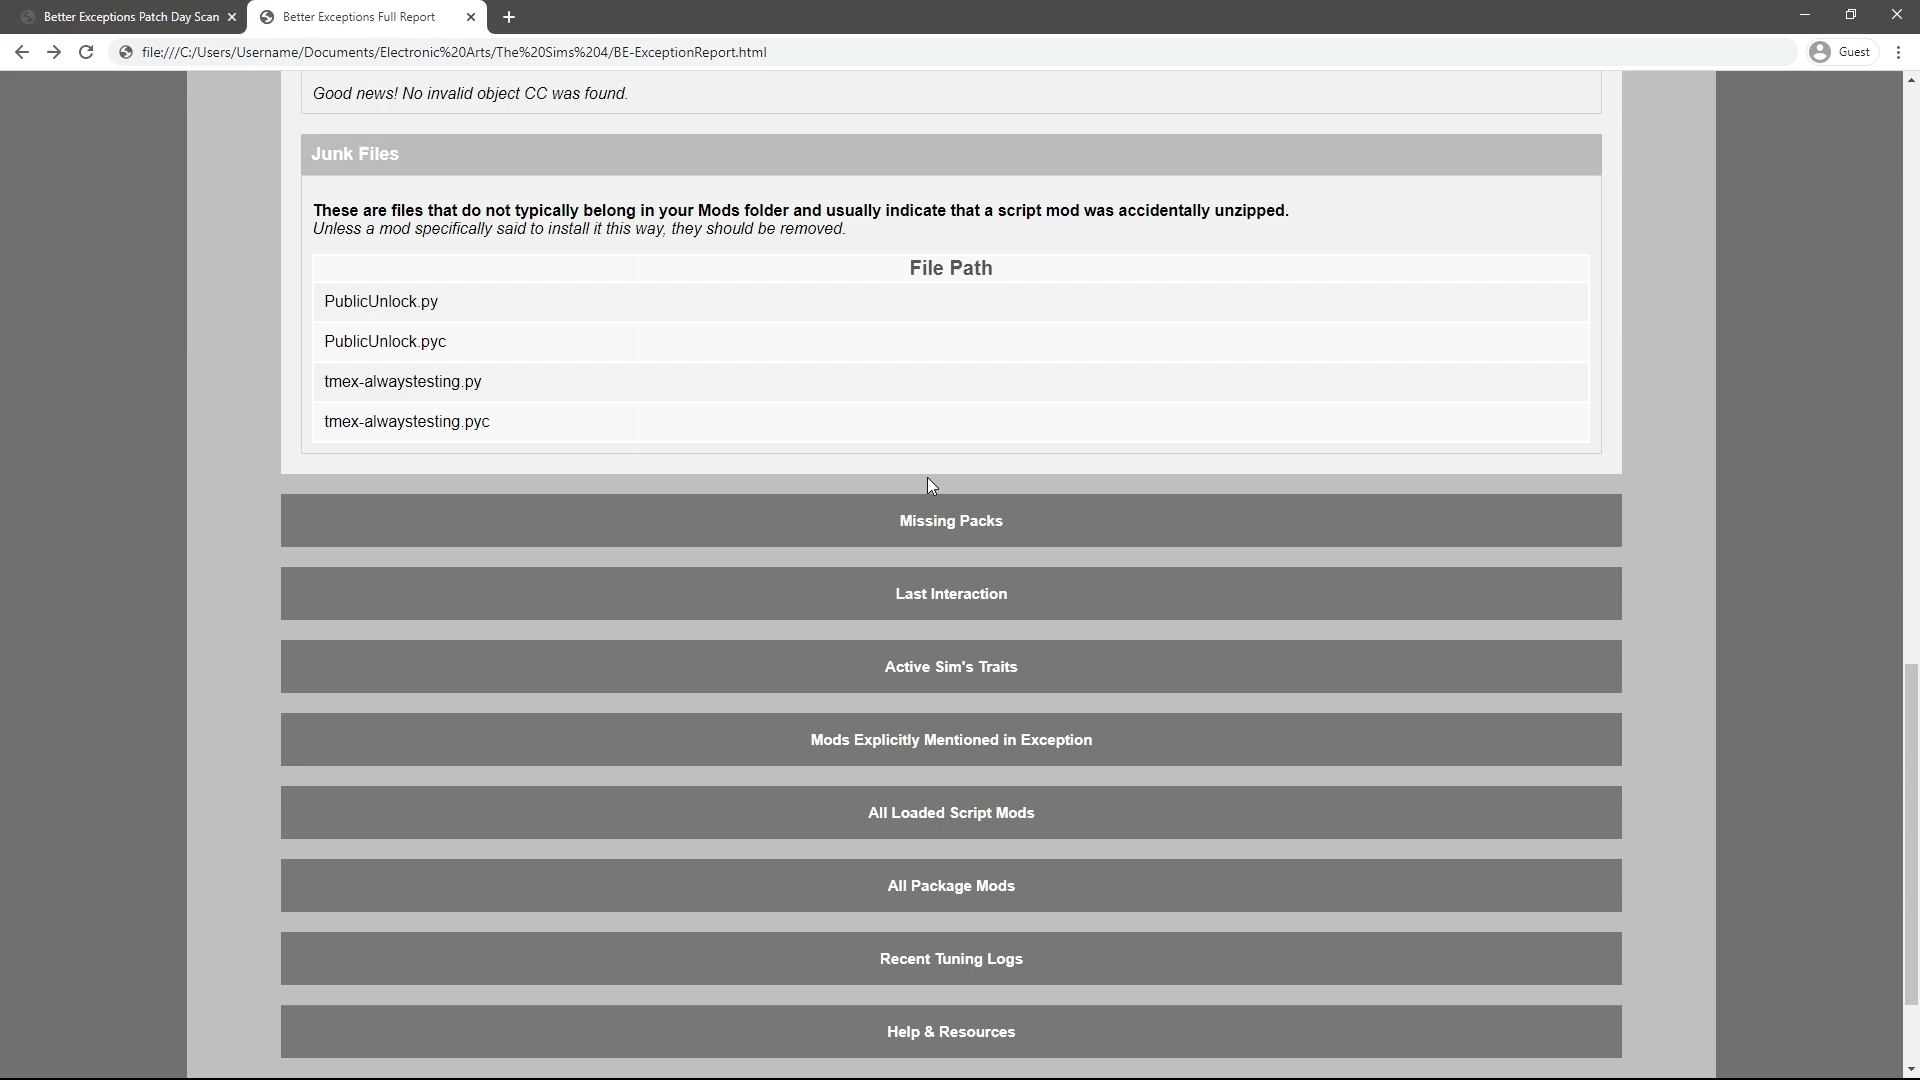 Better Exceptions Patch Day Scan
Better Exceptions Full Report
file:///C:/Users/Username/Documents/Electronic%20Arts/The%20Sims%204/BE-ExceptionReport.html
Guest
Good news! No invalid object CC was found.
Junk Files
These are files that do not typically belong in your Mods folder and usually indicate that a script mod was accidentally unzipped.
Unless a mod specifically said to install it this way, they should be removed.
File Path
PublicUnlock.py
PublicUnlock.pyc
tmex-alwaystesting.py
tmex-alwaystesting.pyc
Missing Packs
Last Interaction
Active Sim's Traits
Mods Explicitly Mentioned in Exception
All Loaded Script Mods
All Package Mods
Recent Tuning Logs
Help & Resources